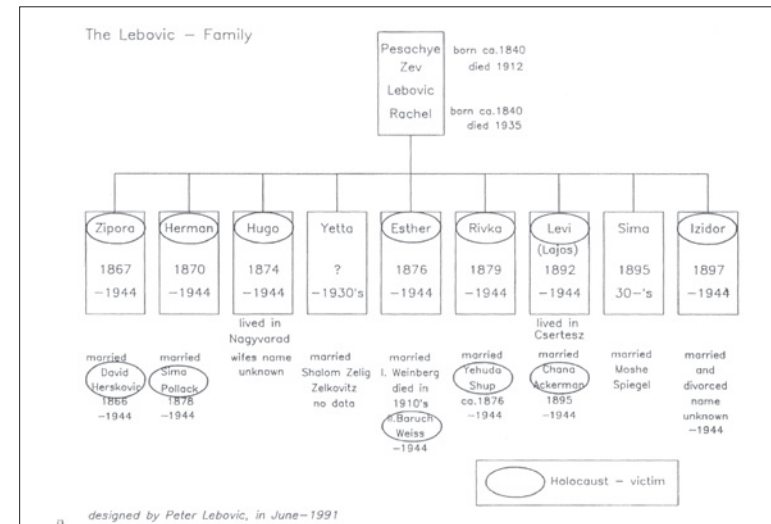 The Lebovic – Family
Pesachye
Zev
Lebovic
Rachel
born ca.1840
died 1912
born ca.1840
died 1935
Zipora
1867
–1944
married
David
Herskovic
1866
–1944
Herman
1870
–1944
married
Sima
Pollack
1878
–1944
Hugo
1874
–1944
lived in
Nagyvarad
wifes name
unknown
Yetta
?
–1930's
married
Shalom Zelig
Zelkovitz
no data
Esther
1876
–1944
married
I. Weinberg
died in
1910's
II.Baruch
Weiss
–1944
Rivka
1879
–1944
married
Yehuda
Shup
ca.1876
–1944
Levi
(Lajos)
1892
–1944
lived in
Csertesz
married
Chana
Ackerman
1895
–1944
Sima
1895
30–'s
married
Moshe
Spiegel
Izidor
1897
–1944
married
and
divorced
name
unknown
–1944
Holocaust – victim
designed by Peter Lebovic, in June–1991